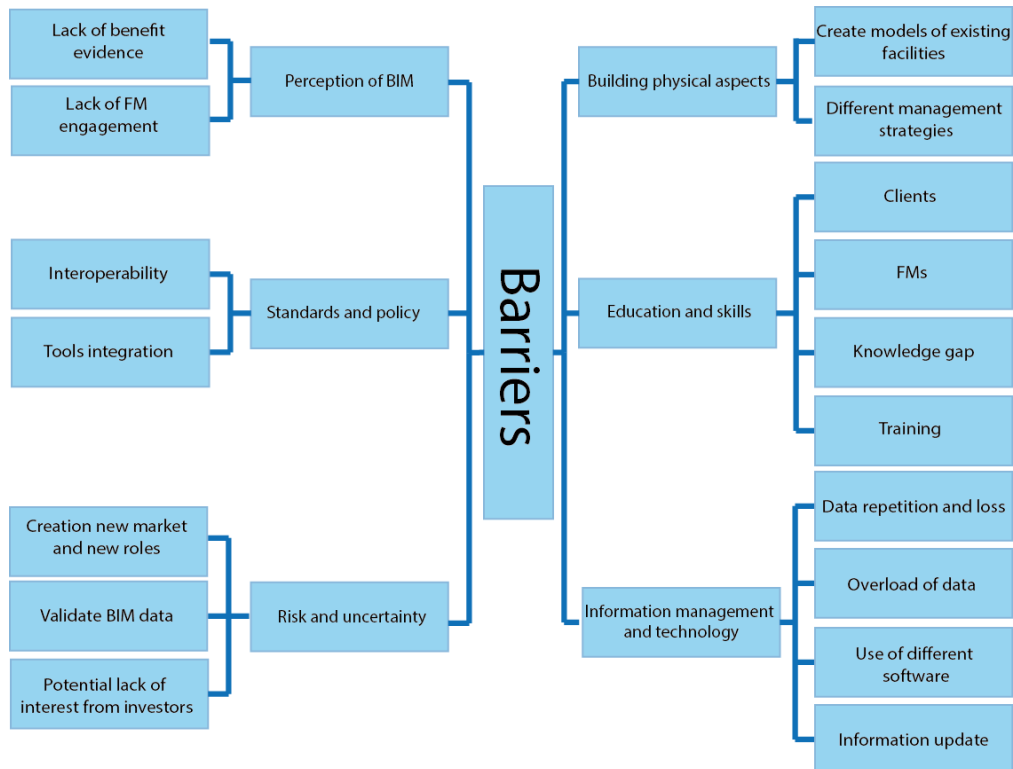 Lack of benefit
evidence
Lack of FM
engagement
Perception of BIM
Interoperability
Tools integration
Standards and policy
Creation new market
and new roles
Validate BIM data
Potential lack of
interest from investors
Risk and uncertainty
Barriers
Building physical aspects
Create models of existing
facilities
Different management
strategies
Education and skills
Clients
FMs
Knowledge gap
Training
Information management
and technology
Data repetition and loss
Overload of data
Use of different
software
Information update